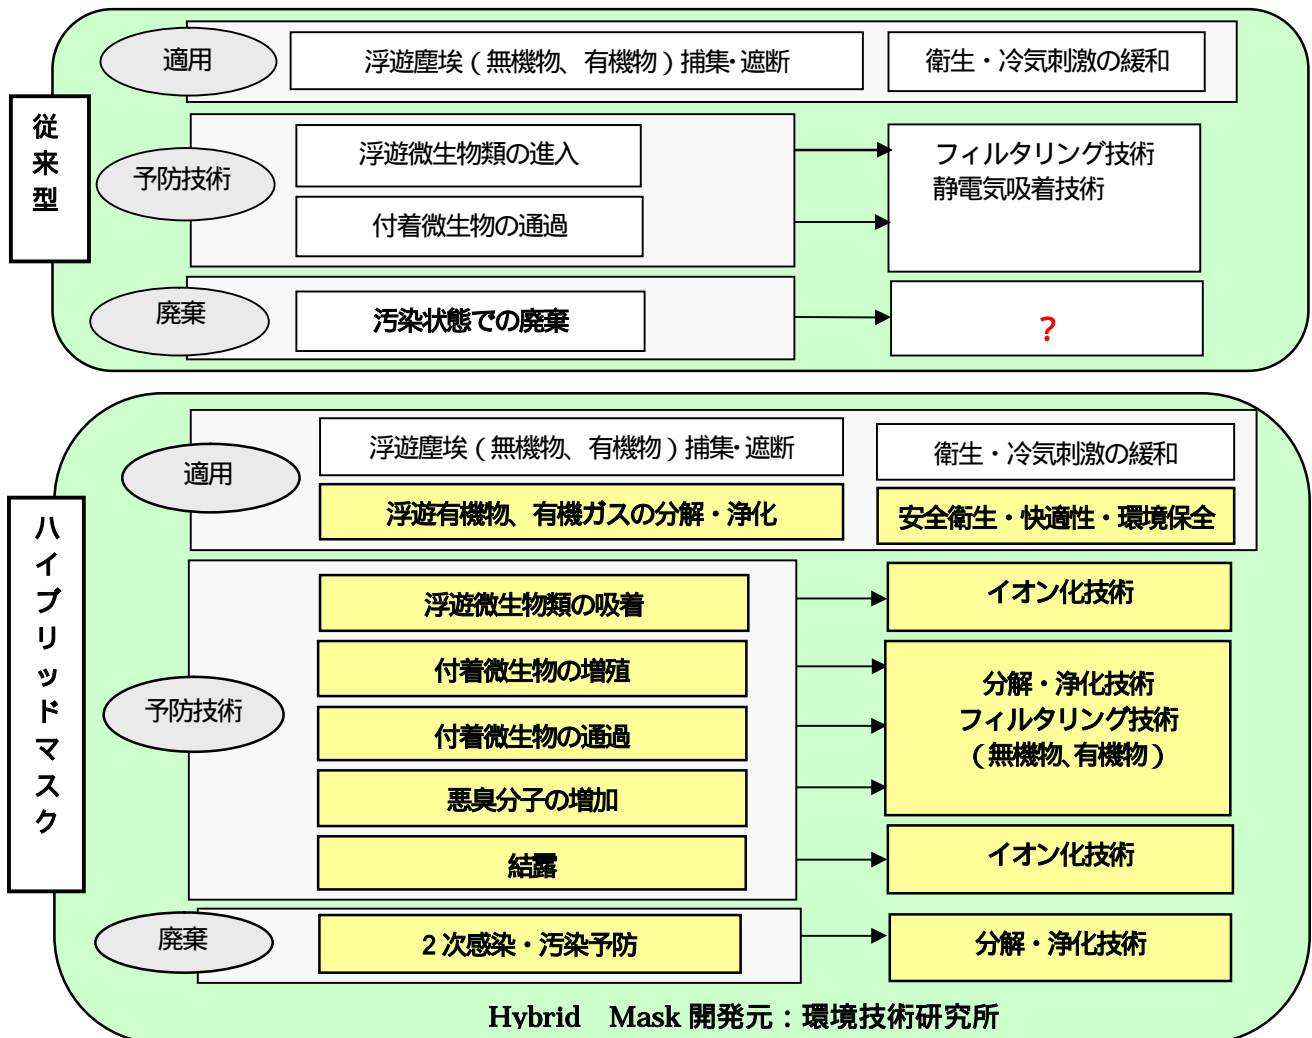 従来型
適用
浮遊塵埃（無機物、有機物）捕集･遮断
衛生・冷気刺激の緩和
予防技術
浮遊微生物類の進入
付着微生物の通過
フィルタリング技術
静電気吸着技術
廃棄
汚染状態での廃棄
？
ハイブリッドマスク
適用
浮遊塵埃（無機物、有機物）捕集･遮断
衛生・冷気刺激の緩和
浮遊有機物、有機ガスの分解・浄化
安全衛生・快適性・環境保全
予防技術
浮遊微生物類の吸着
イオン化技術
付着微生物の増殖
付着微生物の通過
悪臭分子の増加
分解・浄化技術
フィルタリング技術
（無機物､有機物）
結露
イオン化技術
廃棄
2 次感染・汚染予防
分解・浄化技術
Hybrid　Mask 開発元：環境技術研究所